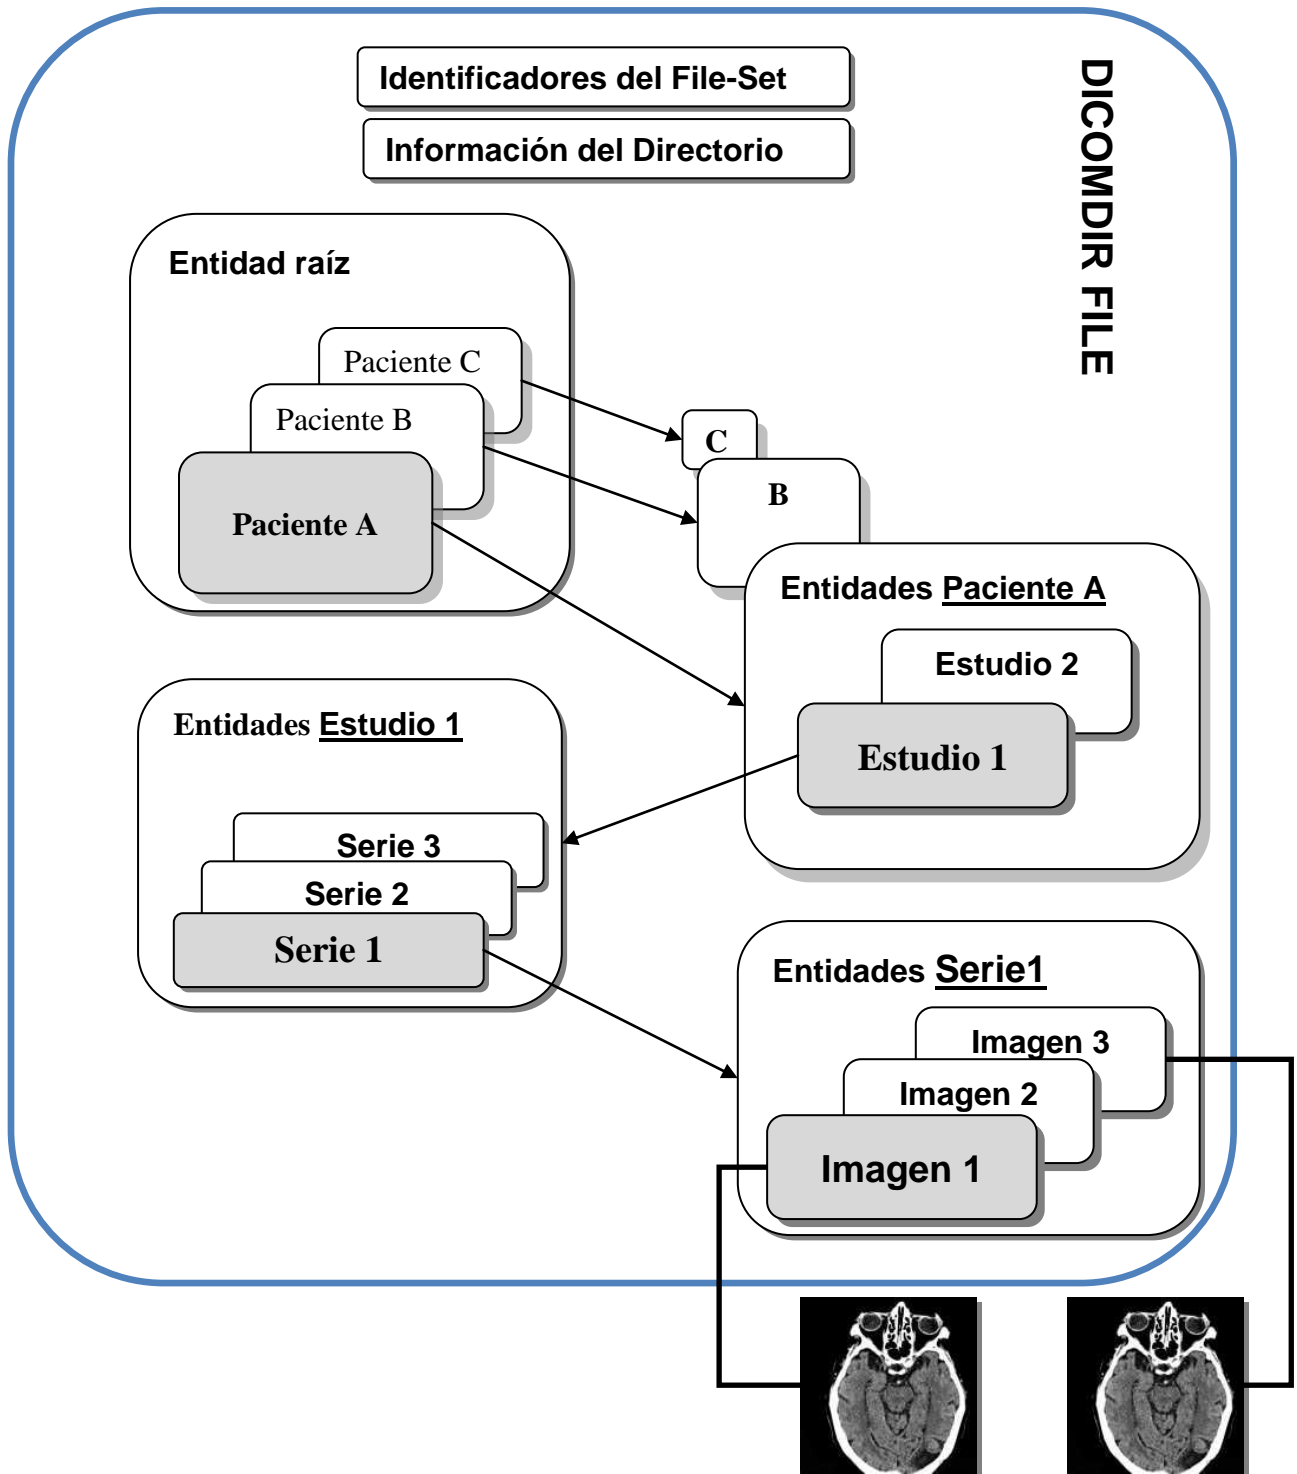 Identificadores del File-Set
Información del Directorio
DICOMDIR FILE
Entidad raíz
Paciente C
Paciente B
Paciente A
C
B
Entidades Paciente A
Estudio 2
Estudio 1
Entidades Estudio 1
Serie 3
Serie 2
Serie 1
Entidades Serie1
Imagen 3
Imagen 2
Imagen 1